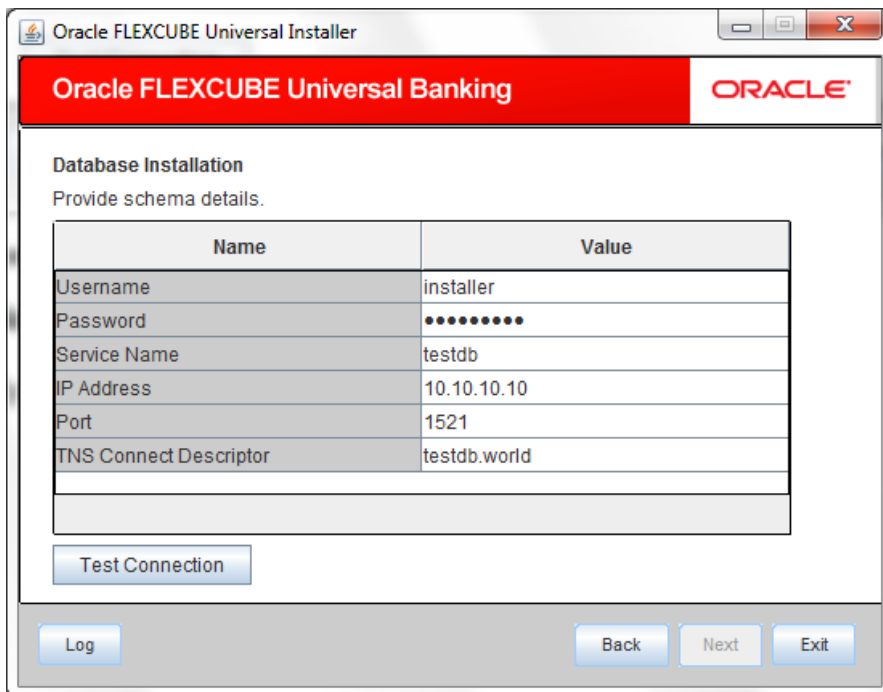 Oracle FLEXCUBE Universal Installer
Oracle FLEXCUBE Universal Banking
ORACLE
Database Installation
Provide schema details.
Name Value
Username installer
Password •••••••••
Service Name testdb
IP Address 10.10.10.10
Port 1521
TNS Connect Descriptor testdb.world
Test Connection
Log Back Next Exit